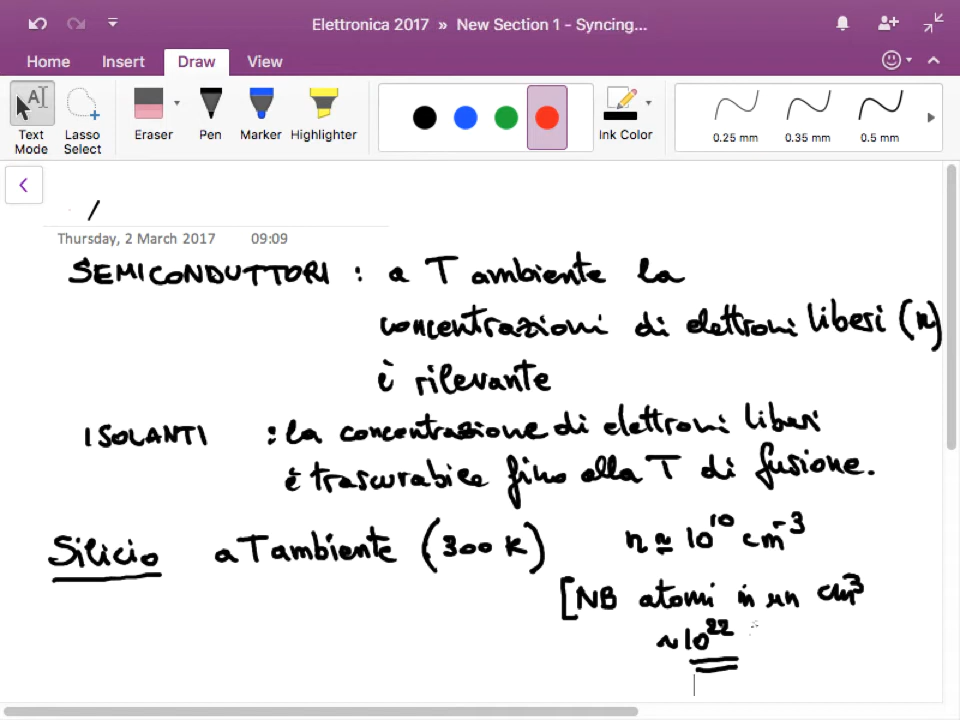 Elettronica 2017 » New Section 1 - Syncing...
Home Insert Draw View
Text Mode
Lasso Select
Eraser Pen Marker Highlighter
Ink Color
0.25 mm 0.35 mm 0.5 mm
Thursday, 2 March 2017 09:09
SEMICONDUTTORI : a T ambiente la
concentrazioni di elettroni liberi (n)
è rilevante
ISOLANTI : la concentrazione di elettroni liberi
è trascurabile fino alla T di fusione.
Silicio a T ambiente (300 K) n ≃ 10¹⁰ cm⁻³
[NB atomi in un cm³
~10²²